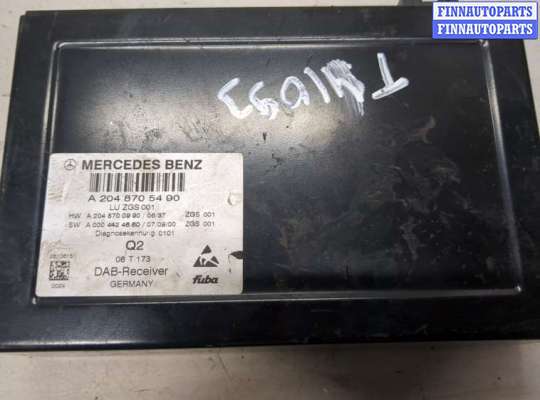 FINNAUTOPARTS
FINNAUTOPARTS
MERCEDES BENZ
A 204 870 54 90
LU ZGS 001
HW A 204 870 09 90 / 06/37 ZGS 001
SW A 000 442 46 60 / 07/09/00 ZGS 001
Diagnosekennung: 0101
Q2
06 T 173
DAB-Receiver
GERMANY
fuba